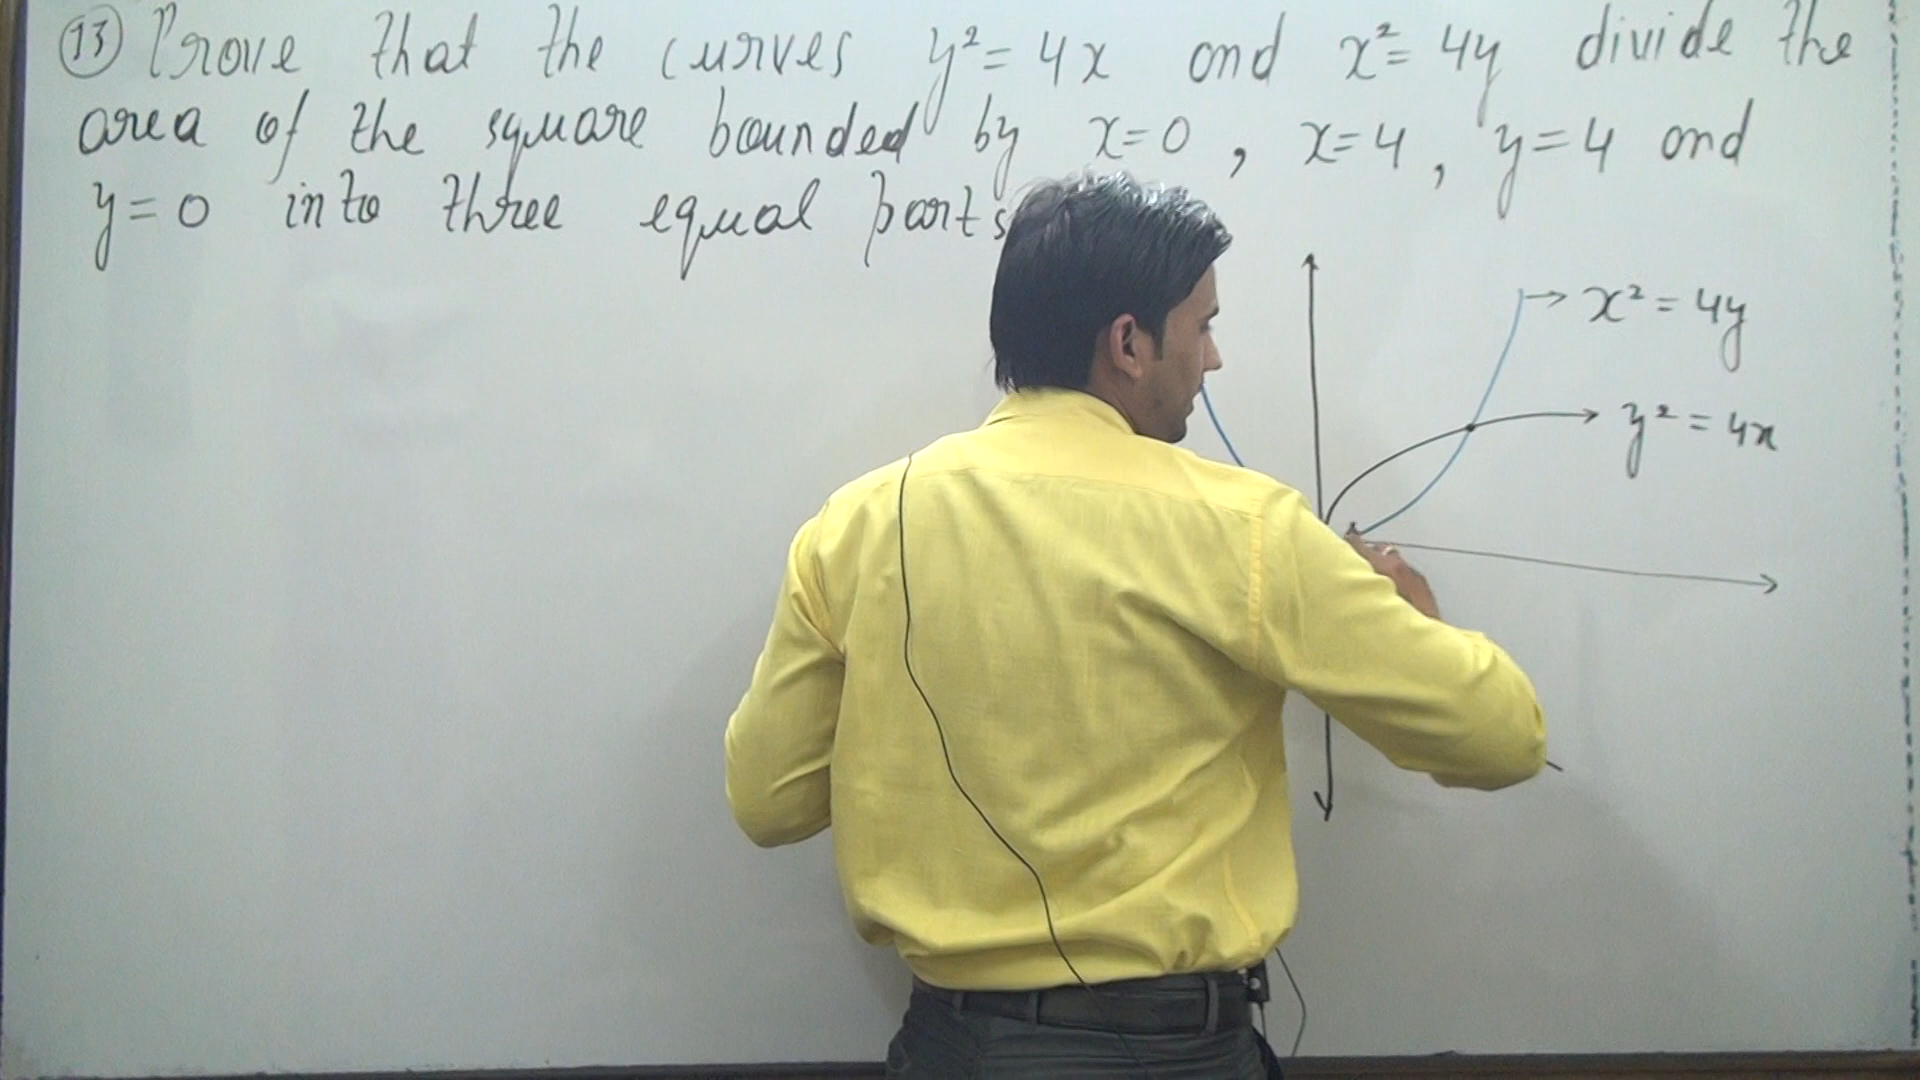 13 Prove that the curves y² = 4x and x² = 4y divide the
area of the square bounded by x=0 , x=4 , y=4 and
y=0 into three equal parts
→ x² = 4y
y² = 4x